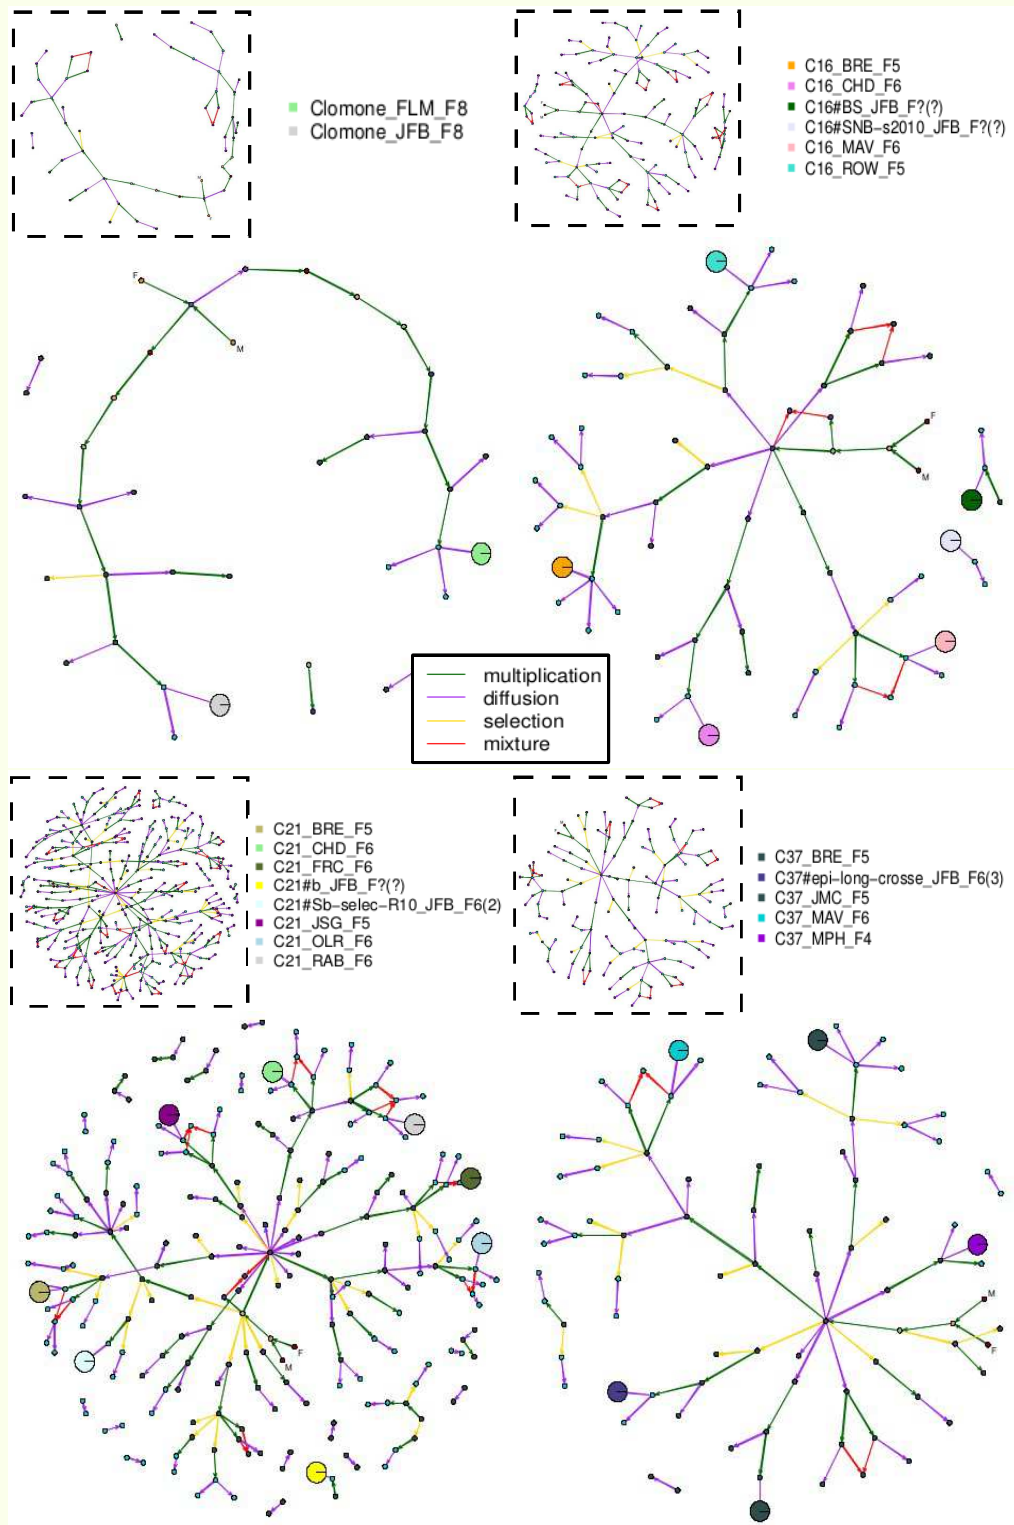 Clomone_FLM_F8
Clomone_JFB_F8
C16_BRE_F5
C16_CHD_F6
C16#BS_JFB_F?(?)
C16#SNB-s2010_JFB_F?(?)
C16_MAV_F6
C16_ROW_F5
F
M
F
M
multiplication
diffusion
selection
mixture
C21_BRE_F5
C21_CHD_F6
C21_FRC_F6
C21#b_JFB_F?(?)
C21#Sb-selec-R10_JFB_F6(2)
C21_JSG_F5
C21_OLR_F6
C21_RAB_F6
C37_BRE_F5
C37#epi-long-crosse_JFB_F6(3)
C37_JMC_F5
C37_MAV_F6
C37_MPH_F4
F
M
M
F